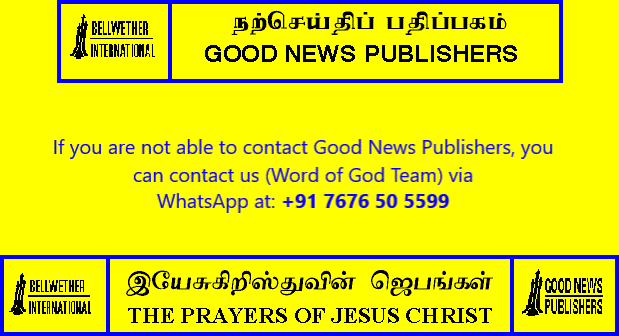 BELLWETHER
INTERNATIONAL
நற்செய்திப் பதிப்பகம்
GOOD NEWS PUBLISHERS
If you are not able to contact Good News Publishers, you
can contact us (Word of God Team) via
WhatsApp at: +91 7676 50 5599
BELLWETHER
INTERNATIONAL
இயேசுகிறிஸ்துவின் ஜெபங்கள்
THE PRAYERS OF JESUS CHRIST
GOOD NEWS
PUBLISHERS